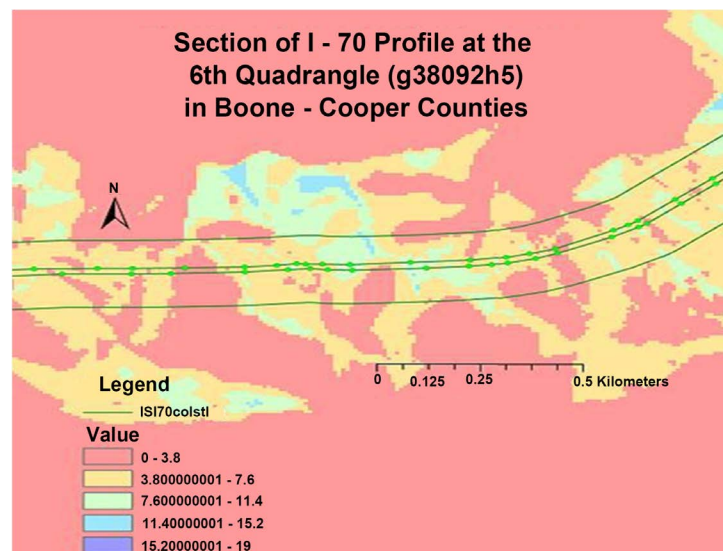 Section of I - 70 Profile at the
6th Quadrangle (g38092h5)
in Boone - Cooper Counties
N
0 0.125 0.25 0.5 Kilometers
Legend
ISI70colstl
Value
0 - 3.8
3.800000001 - 7.6
7.600000001 - 11.4
11.40000001 - 15.2
15.20000001 - 19